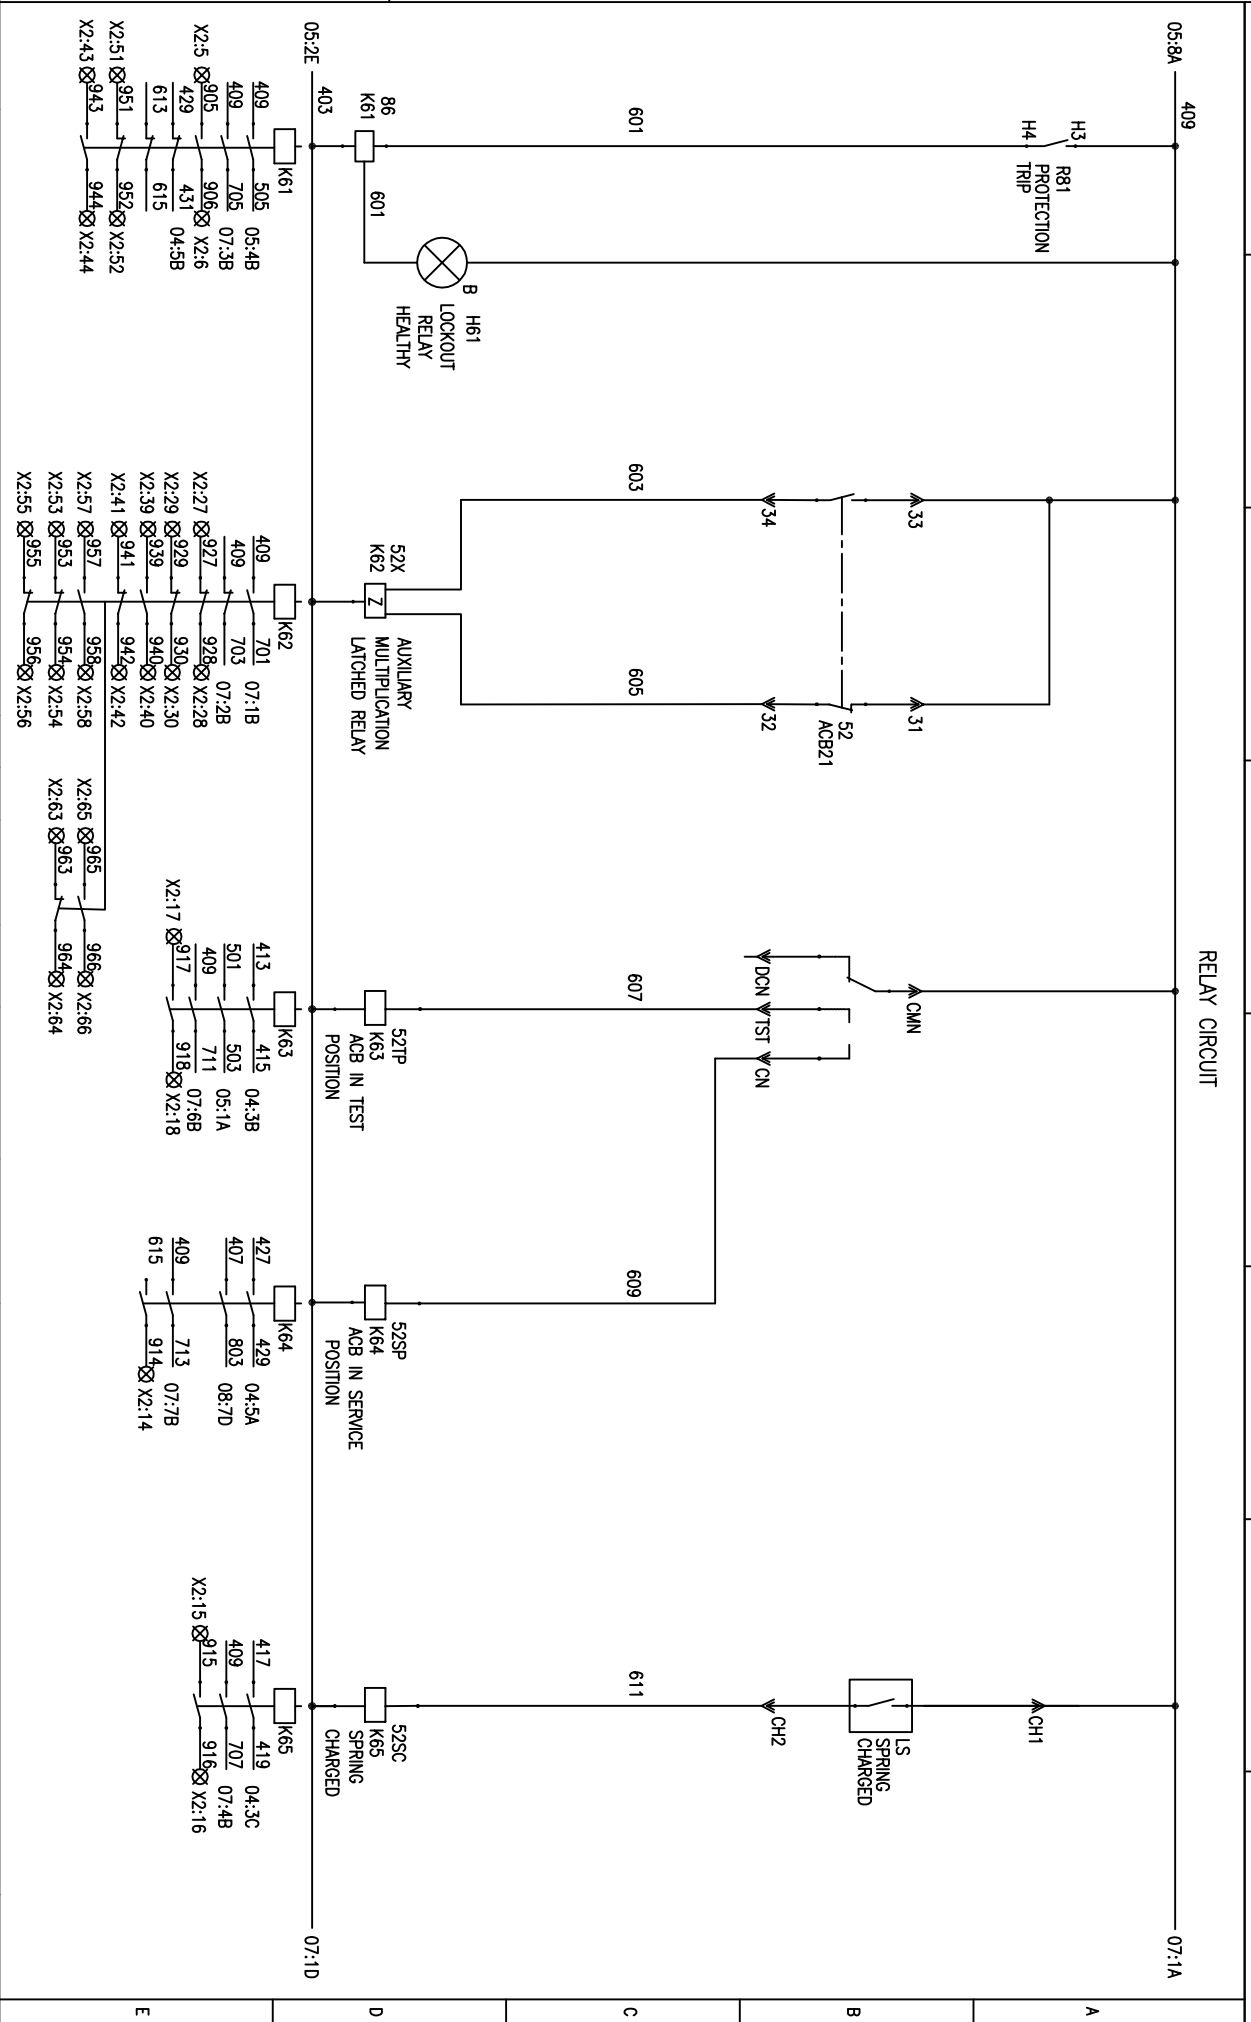 RELAY CIRCUIT
05:8A
409
07:1A
H3
H4
R81
PROTECTION
TRIP
601
86
K61
601
B
H61
LOCKOUT
RELAY
HEALTHY
33
34
603
31
32
52
ACB21
605
52X
K62
Z
AUXILIARY
MULTIPLICATION
LATCHED RELAY
CMN
DCN
TST
CN
607
52TP
K63
ACB IN TEST
POSITION
609
52SP
K64
ACB IN SERVICE
POSITION
CH1
LS
SPRING
CHARGED
CH2
611
52SC
K65
SPRING
CHARGED
05:2E
403
07:1D
K61
409 505 05:4B
409 705 07:3B
X2:5 905 906 X2:6
429 431 04:5B
613 615
X2:51 951 952 X2:52
X2:43 943 944 X2:44
K62
409 701 07:1B
409 703 07:2B
X2:27 927 928 X2:28
X2:29 929 930 X2:30
X2:39 939 940 X2:40
X2:41 941 942 X2:42
X2:57 957 958 X2:58
X2:53 953 954 X2:54
X2:55 955 956 X2:56
X2:65 965 966 X2:66
X2:63 963 964 X2:64
K63
413 415 04:3B
501 503 05:1A
409 711 07:6B
X2:17 917 918 X2:18
K64
427 429 04:5A
407 803 08:7D
409 713 07:7B
615 914 X2:14
K65
417 419 04:3C
409 707 07:4B
X2:15 915 916 X2:16
A
B
C
D
E